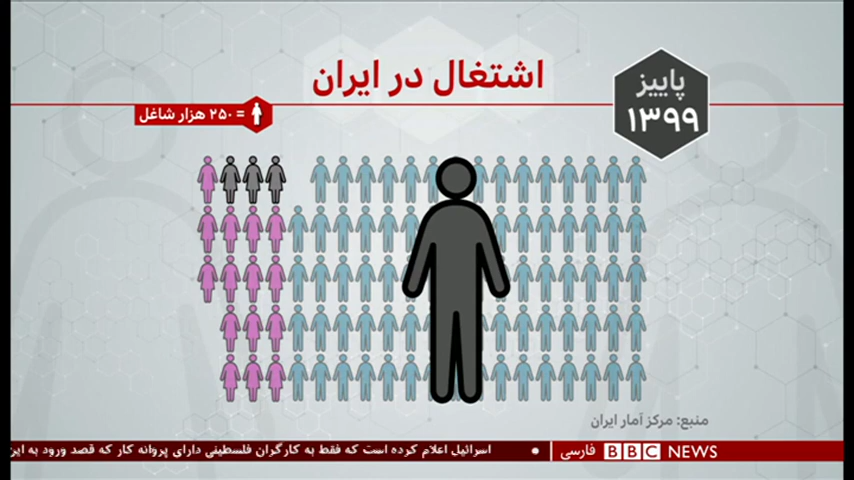 اشتغال در ایران
پاییز
۱۳۹۹
= ۲۵۰ هزار شاغل
منبع: مرکز آمار ایران
اسرائیل اعلام کرده است که فقط به کارگران فلسطینی دارای پروانه کار که قصد ورود به این
BBC NEWS فارسی